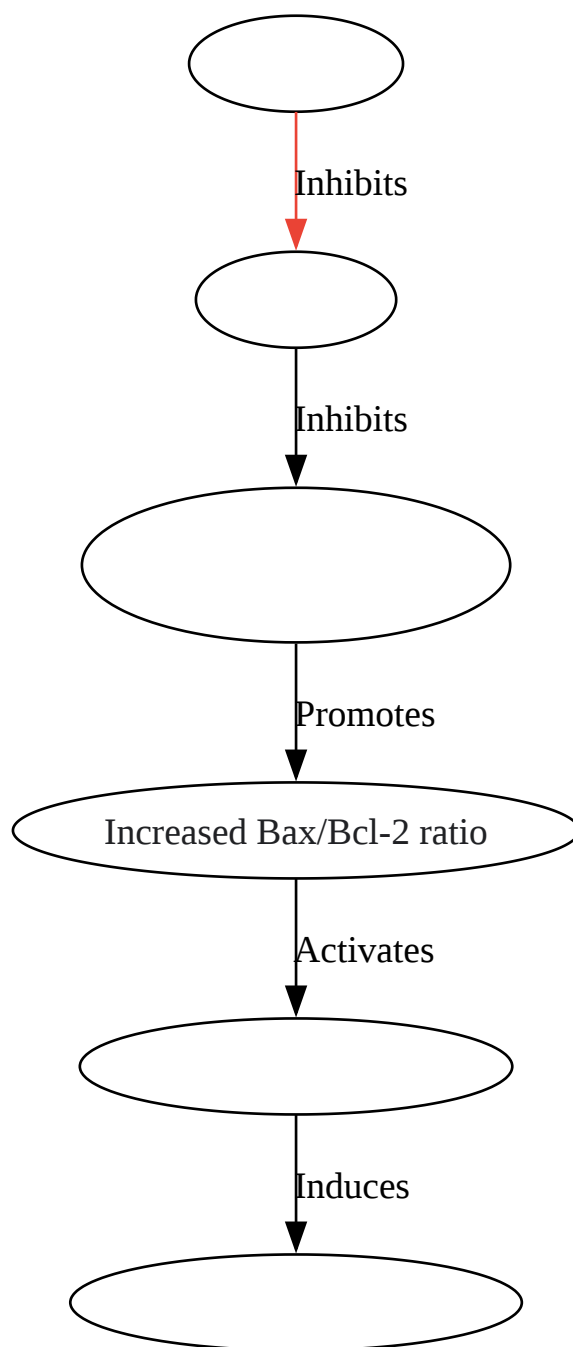 Inhibits
Inhibits
Promotes
Increased Bax/Bcl-2 ratio
Activates
Induces